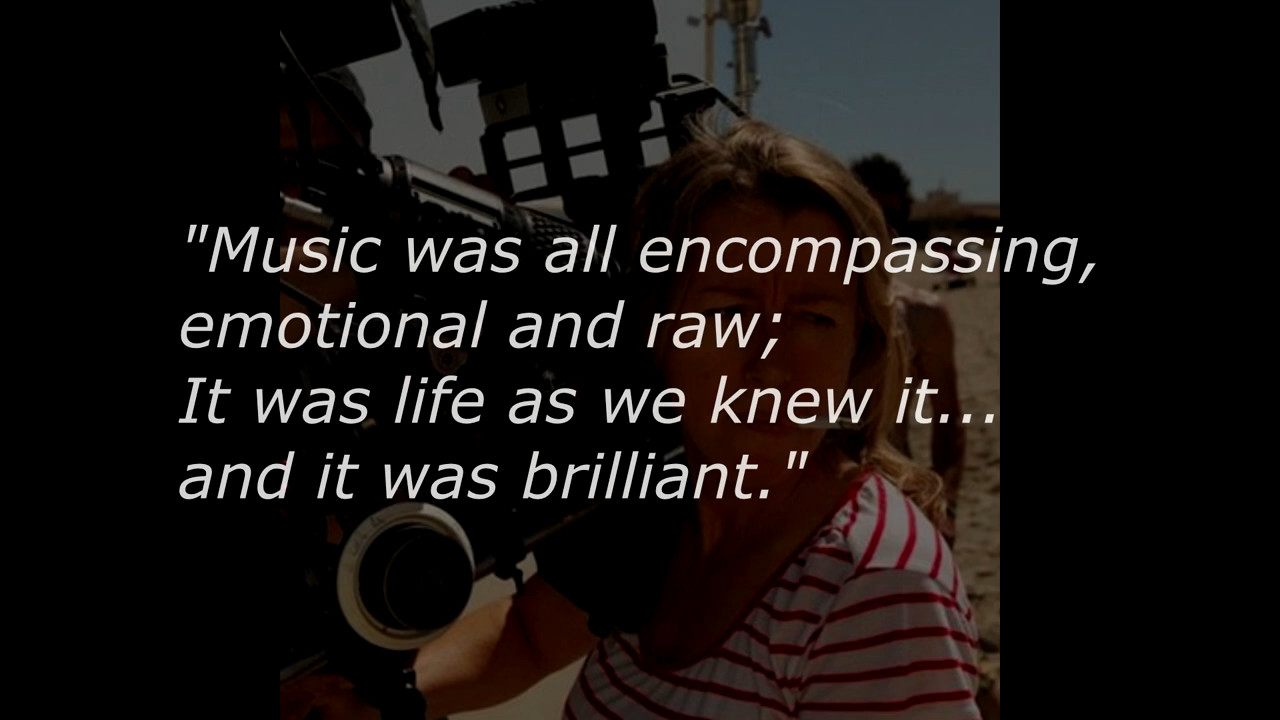 "Music was all encompassing,
emotional and raw;
It was life as we knew it...
and it was brilliant."